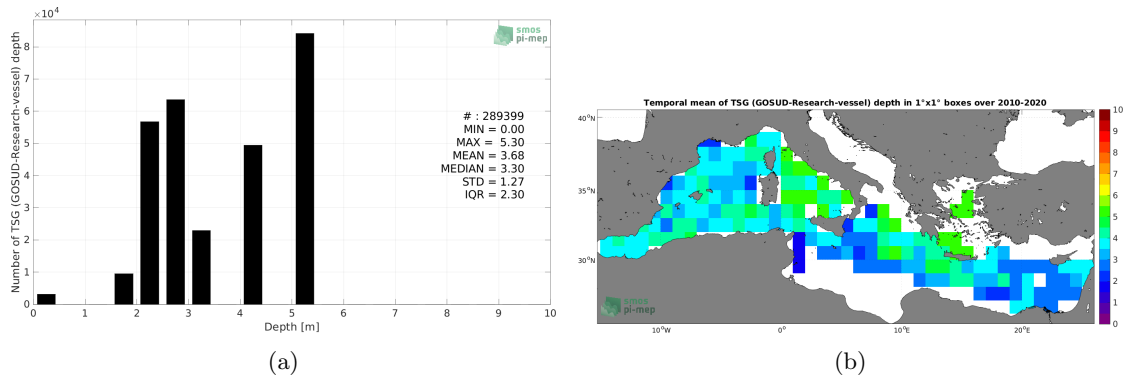 ×10⁴
8
7
6
5
4
3
2
1
0
Number of TSG (GOSUD-Research-vessel) depth
smos
pi-mep
# : 289399
MIN = 0.00
MAX = 5.30
MEAN = 3.68
MEDIAN = 3.30
STD = 1.27
IQR = 2.30
0 1 2 3 4 5 6 7 8 9 10
Depth [m]
(a)
Temporal mean of TSG (GOSUD-Research-vessel) depth in 1°x1° boxes over 2010-2020
40°N
35°N
30°N
smos
pi-mep
10°W 0° 10°E 20°E
10
9
8
7
6
5
4
3
2
1
0
(b)